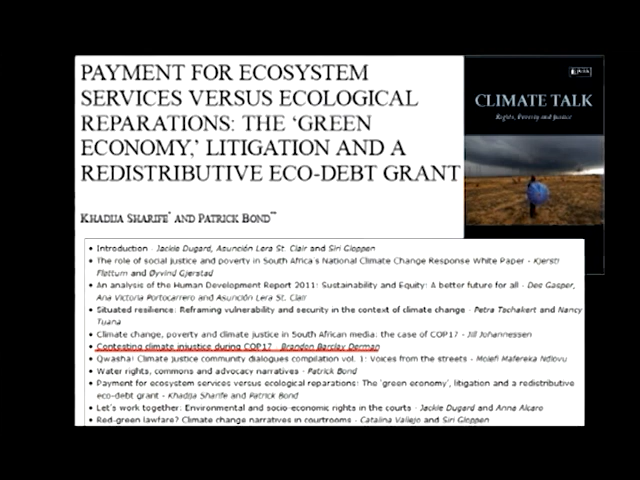 PAYMENT FOR ECOSYSTEM
SERVICES VERSUS ECOLOGICAL
REPARATIONS: THE ‘GREEN
ECONOMY,’ LITIGATION AND A
REDISTRIBUTIVE ECO-DEBT GRANT
KHADIJA SHARIFE* AND PATRICK BOND**
CLIMATE TALK
Rights, Poverty and Justice
• Introduction - Jackie Dugard, Asunción Lera St. Clair and Siri Gloppen
• The role of social justice and poverty in South Africa's National Climate Change Response White Paper - Kjersti
Fløttum and Øyvind Gjerstad
• An analysis of the Human Development Report 2011: Sustainability and Equity: A better future for all - Des Gasper,
Ana Victoria Portocarrero and Asunción Lera St. Clair
• Situated resilience: Reframing vulnerability and security in the context of climate change - Petra Tschakert and Nancy
Tuana
• Climate change, poverty and climate justice in South African media: the case of COP17 - Jill Johannessen
• Contesting climate injustice during COP17 - Brandon Barclay Derman
• Qwasha! Climate justice community dialogues compilation vol. 1: Voices from the streets - Molefi Mafereka Ndlovu
• Water rights, commons and advocacy narratives - Patrick Bond
• Payment for ecosystem services versus ecological reparations: The 'green economy', litigation and a redistributive
eco-debt grant - Khadija Sharife and Patrick Bond
• Let's work together: Environmental and socio-economic rights in the courts - Jackie Dugard and Anna Alcaro
• Red-green lawfare? Climate change narratives in courtrooms - Catalina Vallejo and Siri Gloppen